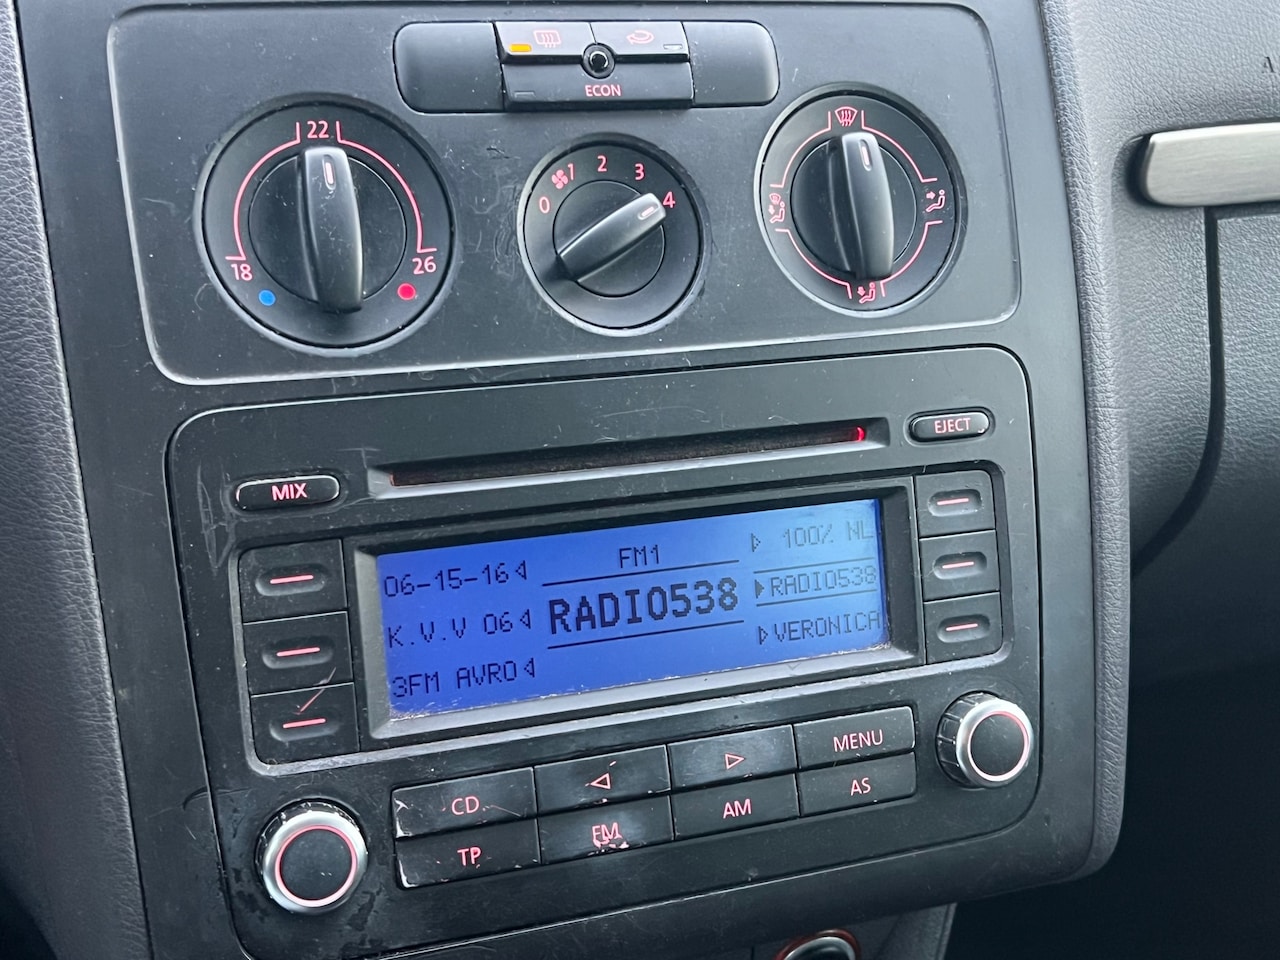 ECON
22
18
26
0
1
2
3
4
A
EJECT
MIX
FM1
06-15-16
RADIO538
K.V.V 06
3FM AVRO
100% NL
RADIO538
VERONICA
CD
MENU
TP
FM
AM
AS